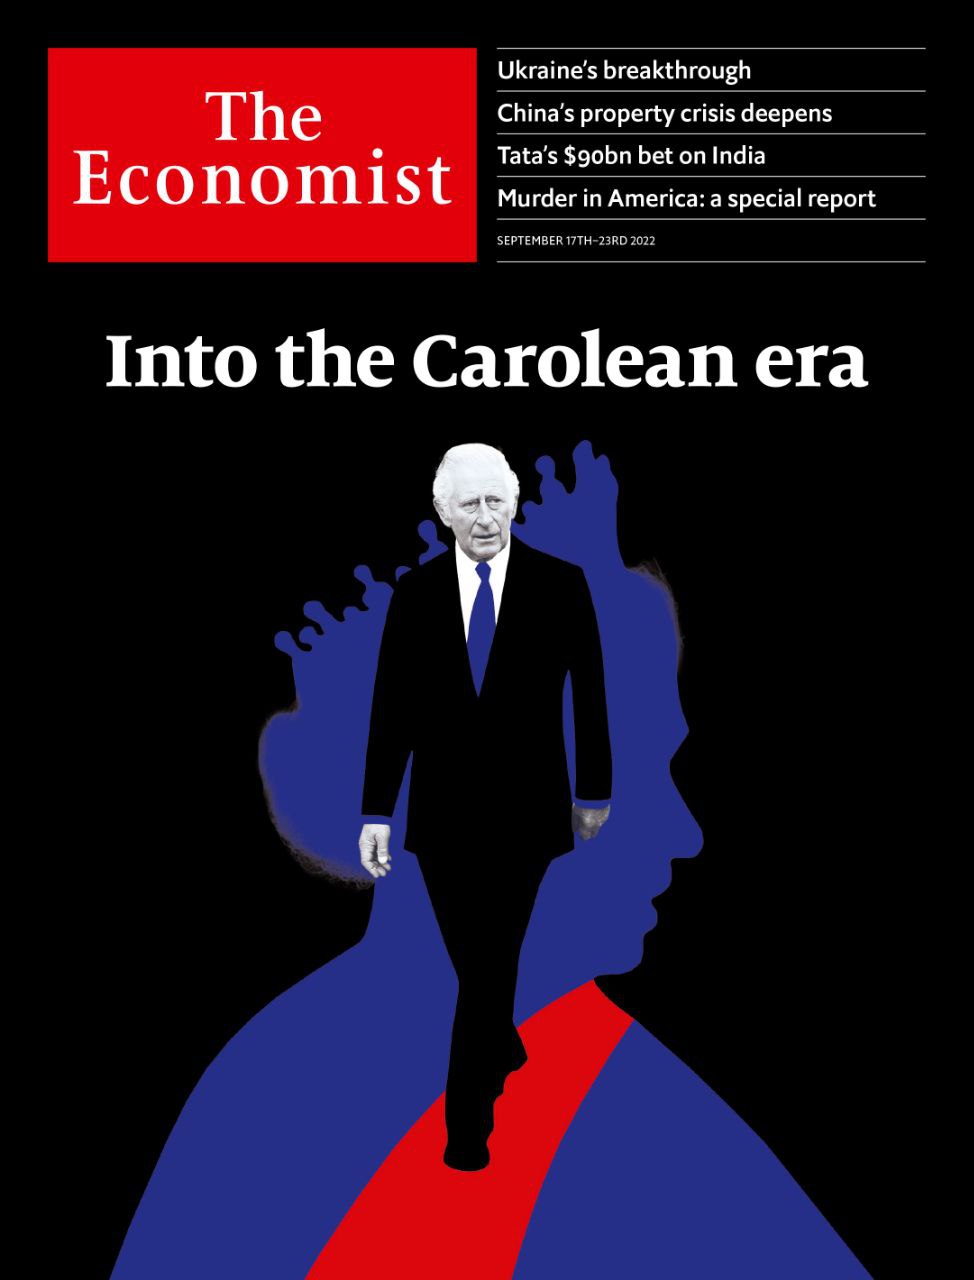 The
Economist
Ukraine’s breakthrough
China’s property crisis deepens
Tata’s $90bn bet on India
Murder in America: a special report
SEPTEMBER 17TH–23RD 2022
Into the Carolean era